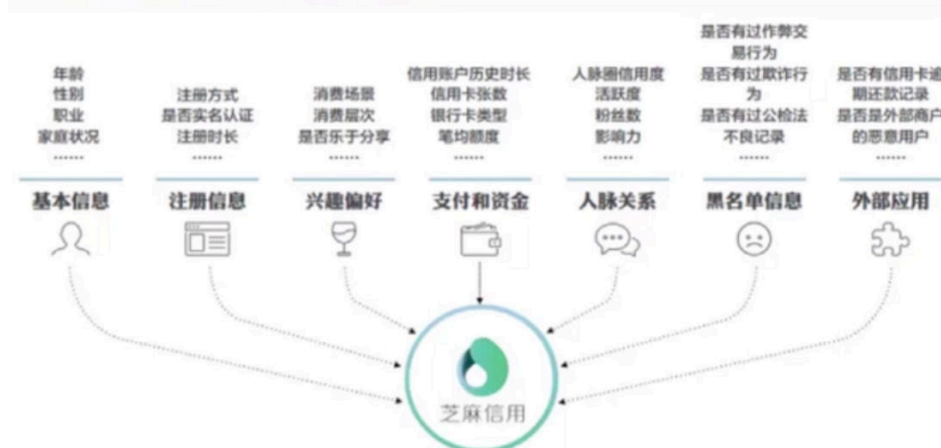 年龄
性别
职业
家庭状况
......
基本信息
注册方式
是否实名认证
注册时长
......
注册信息
消费场景
消费层次
是否乐于分享
......
兴趣偏好
信用账户历史时长
信用卡张数
银行卡类型
笔均额度
......
支付和资金
人脉圈信用度
活跃度
粉丝数
影响力
......
人脉关系
是否有过作弊交
易行为
是否有过欺诈行
为
是否有过公检法
不良记录
......
黑名单信息
是否有信用卡逾
期还款记录
是否是外部商户
的恶意用户
......
外部应用
芝麻信用